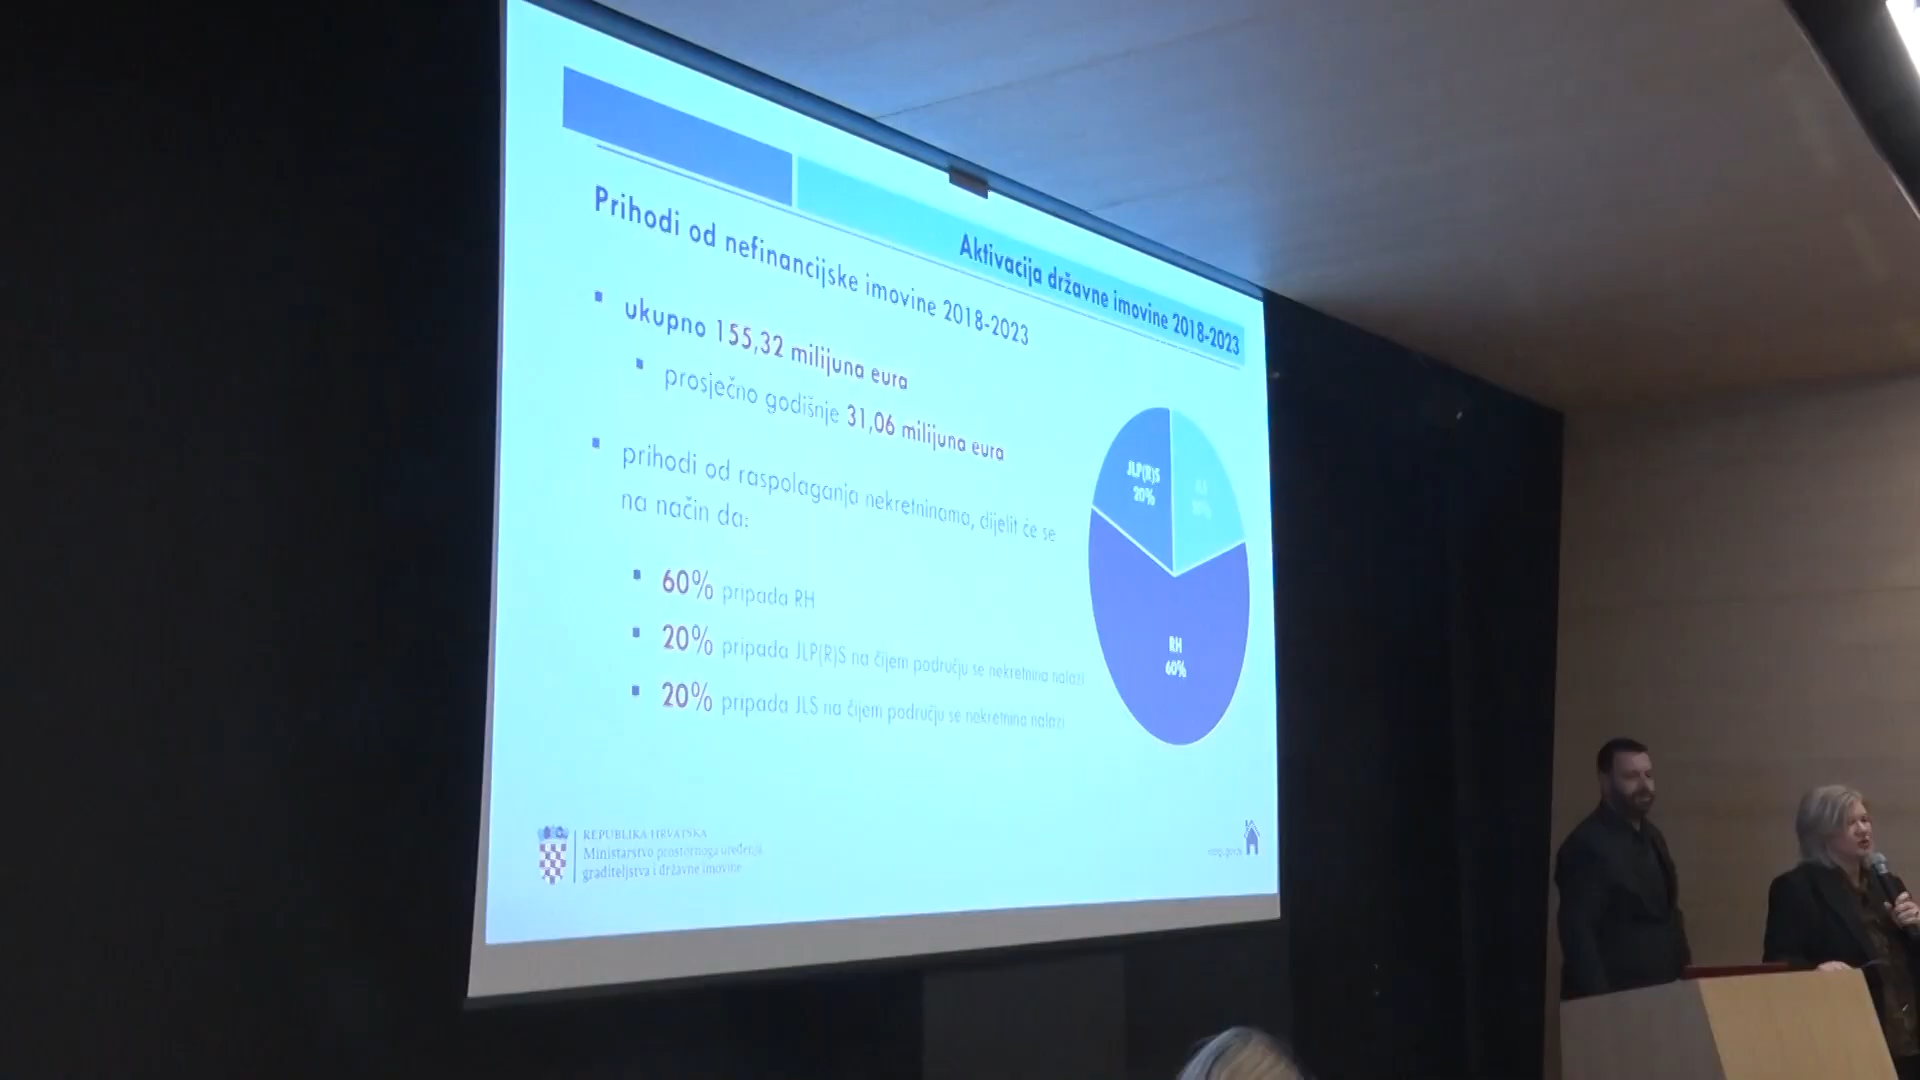 Aktivacija državne imovine 2018-2023
Prihodi od nefinancijske imovine 2018-2023
ukupno 155,32 milijuna eura
prosječno godišnje 31,06 milijuna eura
prihodi od raspolaganja nekretninama, dijelit će se
na način da:
60% pripada RH
20% pripada JLP(R)S na čijem području se nekretnina nalazi
20% pripada JLS na čijem području se nekretnina nalazi
JLP(R)S
20%
RH
60%
REPUBLIKA HRVATSKA
Ministarstvo prostornoga uređenja,
graditeljstva i državne imovine